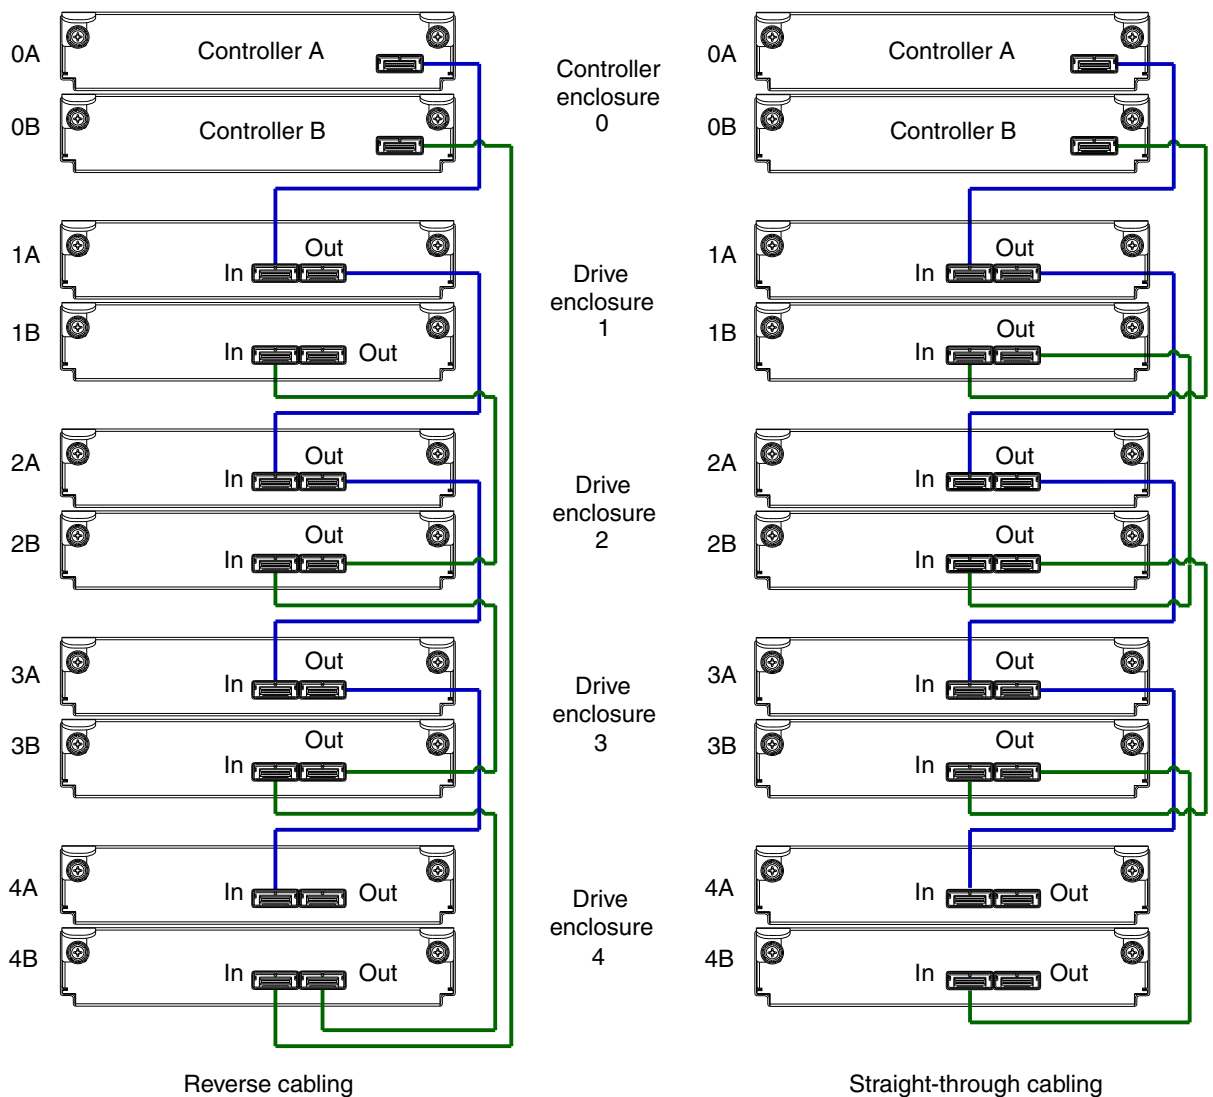 0A
Controller A
0B
Controller B
1A
In
Out
1B
In
Out
2A
In
Out
2B
In
Out
3A
In
Out
3B
In
Out
4A
In
Out
4B
In
Out
Reverse cabling
Controller
enclosure
0
Drive
enclosure
1
Drive
enclosure
2
Drive
enclosure
3
Drive
enclosure
4
0A
Controller A
0B
Controller B
1A
In
Out
1B
In
Out
2A
In
Out
2B
In
Out
3A
In
Out
3B
In
Out
4A
In
Out
4B
In
Out
Straight-through cabling